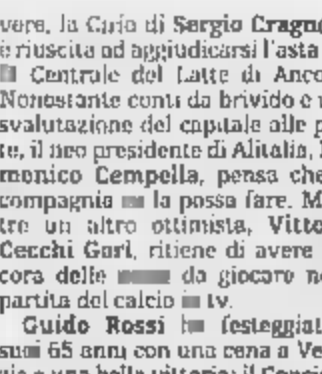 vere, la Cirio di Sergio Cragno
è riuscita ad aggiudicarsi l'asta
Centrale del Latte di Anco
Nonostante conti da brivido e
svalutazione del capitale alle p
te, il neo presidente di Alitalia,
monico Cempella, pensa che
compagnia la possa fare. M
tre un altro ottimista, Vitto
Cecchi Gori, ritiene di avere
cora delle da giocare ne
partita del calcio in tv.
Guido Rossi ha festeggiat
suoi 65 anni con una cena a Ve